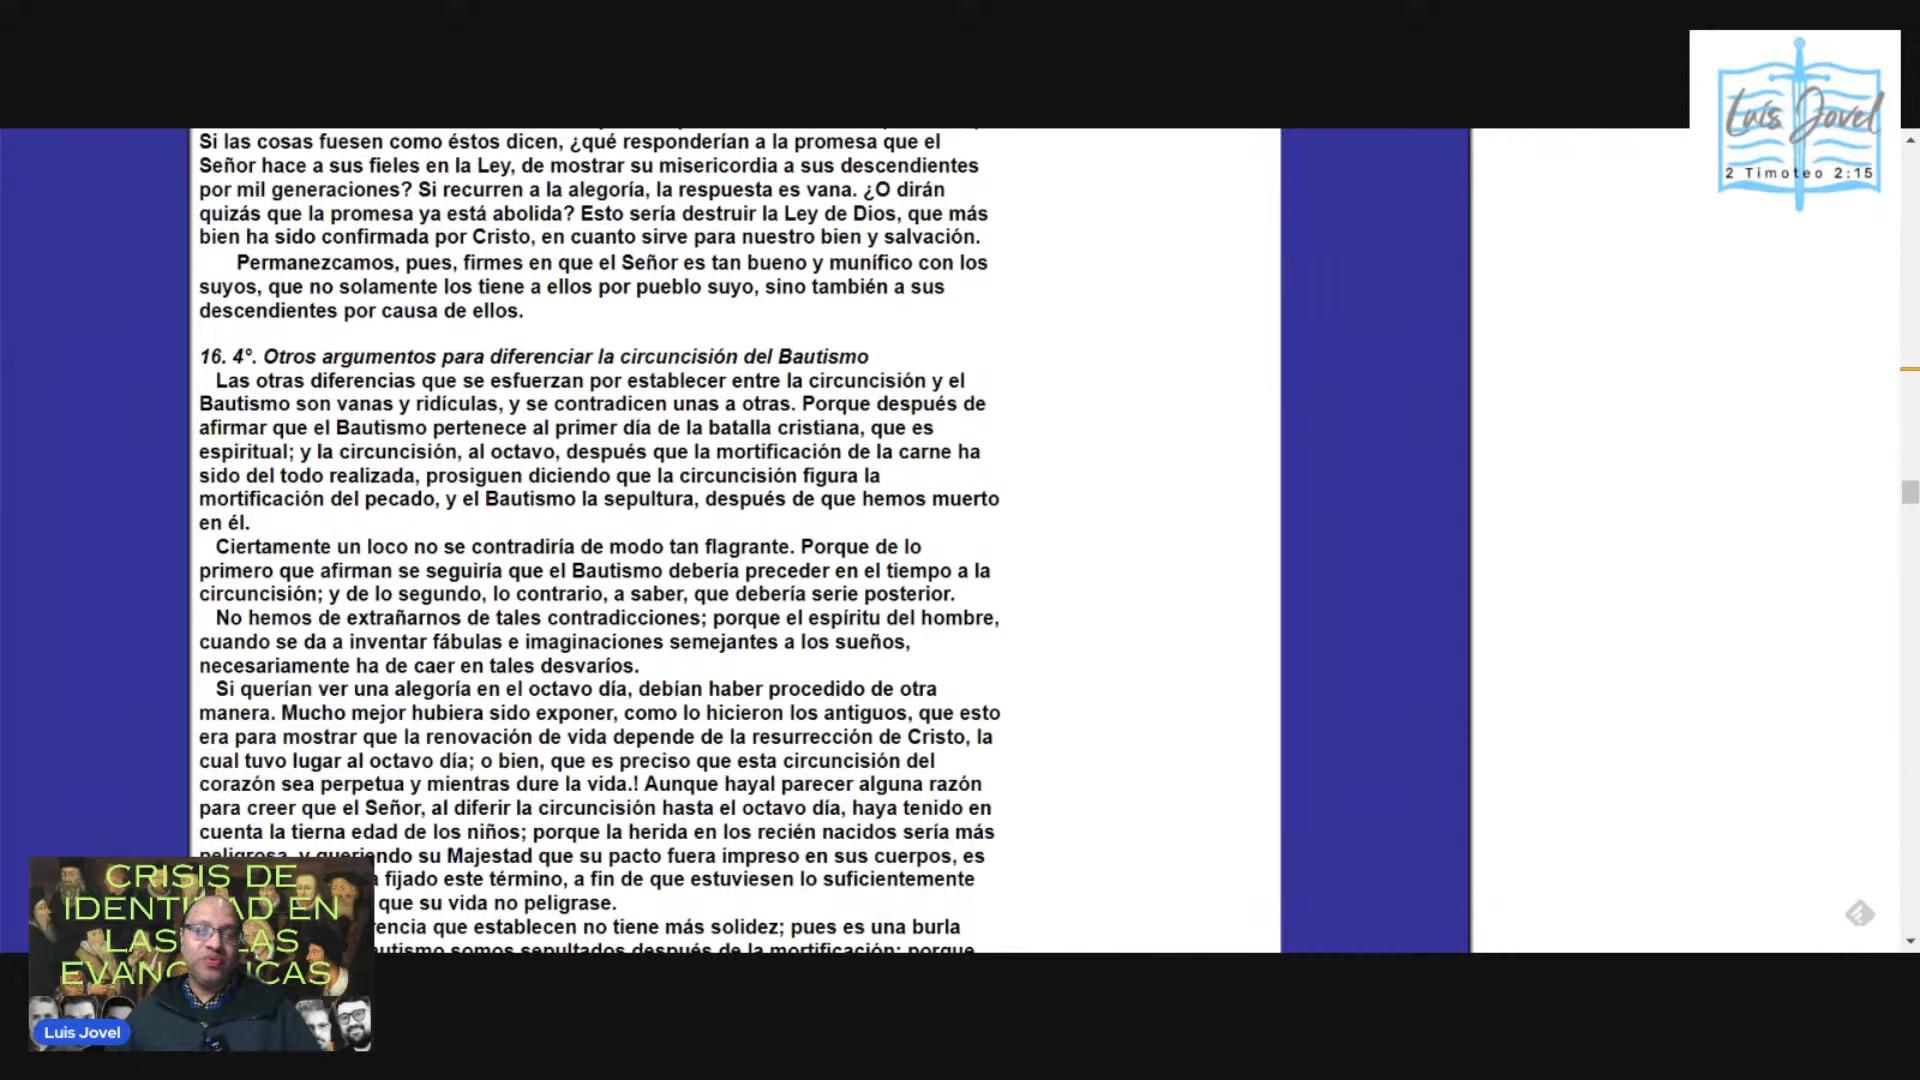 Si las cosas fuesen como éstos dicen, ¿qué responderían a la promesa que el
Señor hace a sus fieles en la Ley, de mostrar su misericordia a sus descendientes
por mil generaciones? Si recurren a la alegoría, la respuesta es vana. ¿O dirán
quizás que la promesa ya está abolida? Esto sería destruir la Ley de Dios, que más
bien ha sido confirmada por Cristo, en cuanto sirve para nuestro bien y salvación.
Permanezcamos, pues, firmes en que el Señor es tan bueno y munífico con los
suyos, que no solamente los tiene a ellos por pueblo suyo, sino también a sus
descendientes por causa de ellos.
16. 4°. Otros argumentos para diferenciar la circuncisión del Bautismo
Las otras diferencias que se esfuerzan por establecer entre la circuncisión y el
Bautismo son vanas y ridículas, y se contradicen unas a otras. Porque después de
afirmar que el Bautismo pertenece al primer día de la batalla cristiana, que es
espiritual; y la circuncisión, al octavo, después que la mortificación de la carne ha
sido del todo realizada, prosiguen diciendo que la circuncisión figura la
mortificación del pecado, y el Bautismo la sepultura, después de que hemos muerto
en él.
Ciertamente un loco no se contradiría de modo tan flagrante. Porque de lo
primero que afirman se seguiría que el Bautismo debería preceder en el tiempo a la
circuncisión; y de lo segundo, lo contrario, a saber, que debería serie posterior.
No hemos de extrañarnos de tales contradicciones; porque el espíritu del hombre,
cuando se da a inventar fábulas e imaginaciones semejantes a los sueños,
necesariamente ha de caer en tales desvaríos.
Si querían ver una alegoría en el octavo día, debían haber procedido de otra
manera. Mucho mejor hubiera sido exponer, como lo hicieron los antiguos, que esto
era para mostrar que la renovación de vida depende de la resurrección de Cristo, la
cual tuvo lugar al octavo día; o bien, que es preciso que esta circuncisión del
corazón sea perpetua y mientras dure la vida.! Aunque hayal parecer alguna razón
para creer que el Señor, al diferir la circuncisión hasta el octavo día, haya tenido en
cuenta la tierna edad de los niños; porque la herida en los recién nacidos sería más
peligrosa, y queriendo su Majestad que su pacto fuera impreso en sus cuerpos, es
fijado este término, a fin de que estuviesen lo suficientemente
que su vida no peligrase.
que establecen no tiene más solidez; pues es una burla
somos sepultados después de la mortificación; porque
Luis Jovel
2 Timoteo 2:15
CRISIS DE
EN
LAS
Luis Jovel